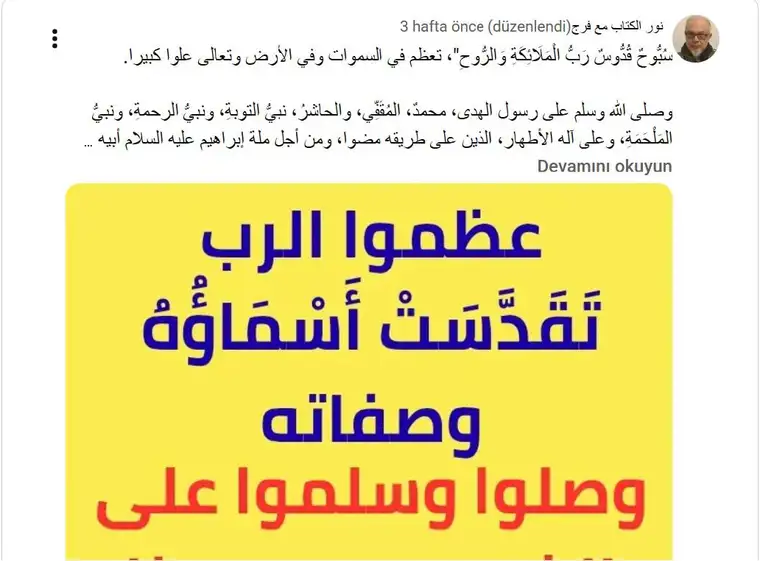 نور الكتاب مع فرج 3 hafta önce (düzenlendi)
سُبُّوحٌ قُدُّوسٌ رَبُّ الْمَلَائِكَةِ وَالرُّوحِ"، تعظم في السموات وفي الأرض وتعالى علوا كبيرا.
وصلى الله وسلم على رسول الهدى، محمدٌ، المُقَفِّي، والحاشرُ، نبيُّ التوبةِ، ونبيُّ الرحمةِ، ونبيُّ
المَلْحَمَةِ، وعلى آله الأطهار، الذين على طريقه مضوا، ومن أجل ملة إبراهيم عليه السلام أبيه ...
Devamını okuyun
عظموا الرب
تَقَدَّسَتْ أَسْمَاؤُهُ
وصفاته
وصلوا وسلموا على